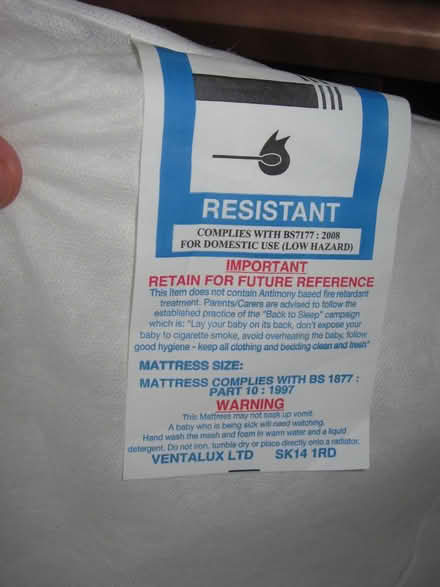 RESISTANT
COMPLIES WITH BS7177 : 2008
FOR DOMESTIC USE (LOW HAZARD)
IMPORTANT
RETAIN FOR FUTURE REFERENCE
This item does not contain Antimony based fire retardant
treatment. Parents/Carers are advised to follow the
established practice of the "Back to Sleep" campaign
which is: "Lay your baby on its back, don't expose your
baby to cigarette smoke, avoid overheating the baby, follow
good hygiene - keep all clothing and bedding clean and fresh"
MATTRESS SIZE:
MATTRESS COMPLIES WITH BS 1877 :
PART 10 : 1997
WARNING
This Mattress may not soak up vomit.
A baby who is being sick will need watching.
Hand wash the mesh and foam in warm water and a liquid
detergent. Do not iron, tumble dry or place directly onto a radiator.
VENTALUX LTD SK14 1RD